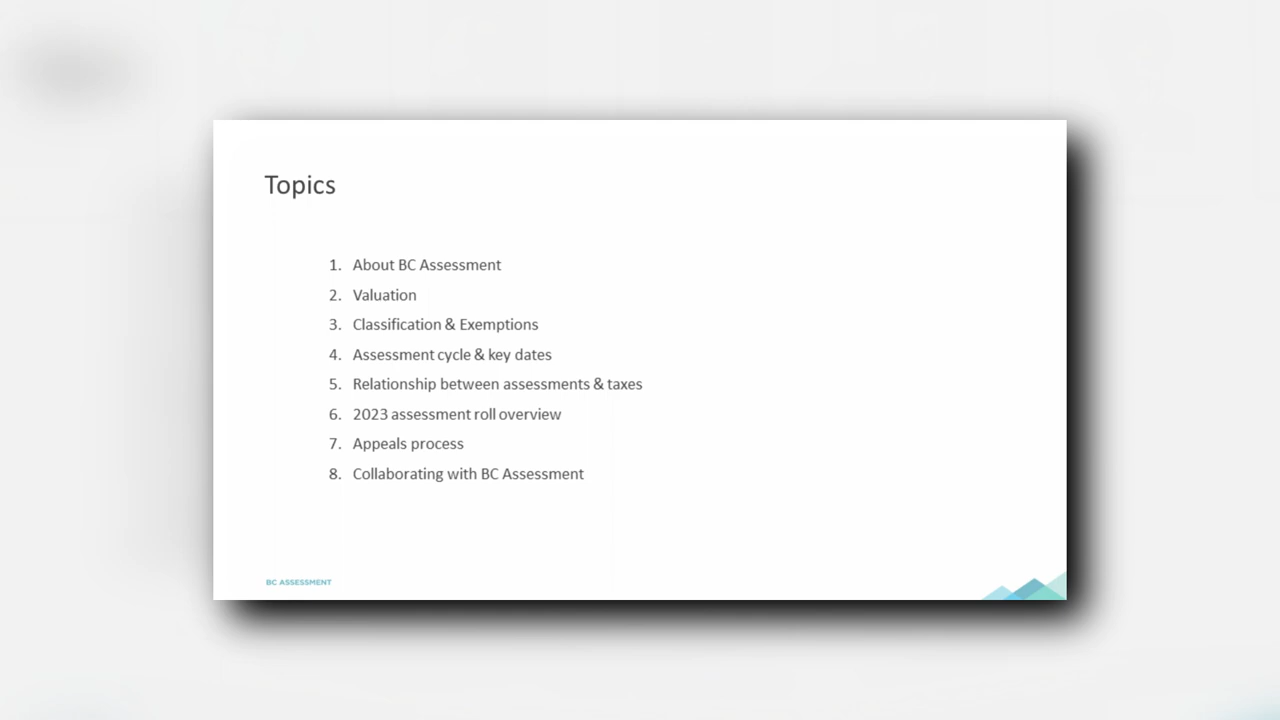 Topics
1. About BC Assessment
2. Valuation
3. Classification & Exemptions
4. Assessment cycle & key dates
5. Relationship between assessments & taxes
6. 2023 assessment roll overview
7. Appeals process
8. Collaborating with BC Assessment
BC ASSESSMENT